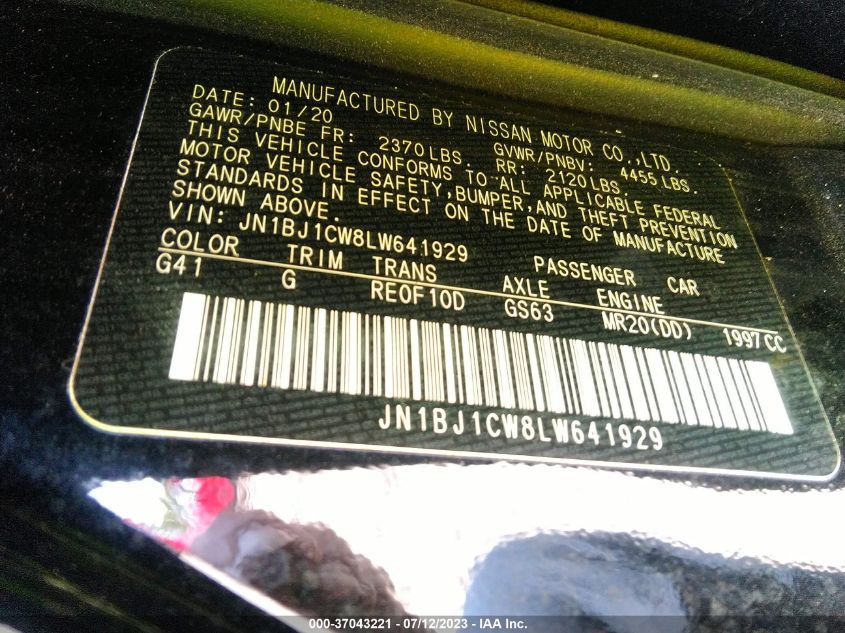 MANUFACTURED BY NISSAN MOTOR CO.,LTD.
DATE: 01/20
GAWR/PNBE FR: 2370LBS. GVWR/PNBV: 4455LBS.
RR: 2120LBS.
THIS VEHICLE CONFORMS TO ALL APPLICABLE FEDERAL
MOTOR VEHICLE SAFETY,BUMPER,AND THEFT PREVENTION
STANDARDS IN EFFECT ON THE DATE OF MANUFACTURE
SHOWN ABOVE.
VIN: JN1BJ1CW8LW641929
PASSENGER CAR
COLOR TRIM TRANS AXLE ENGINE
G41 G RE0F10D GS63 MR20(DD) 1997CC
JN1BJ1CW8LW641929
000-37043221 - 07/12/2023 - IAA Inc.